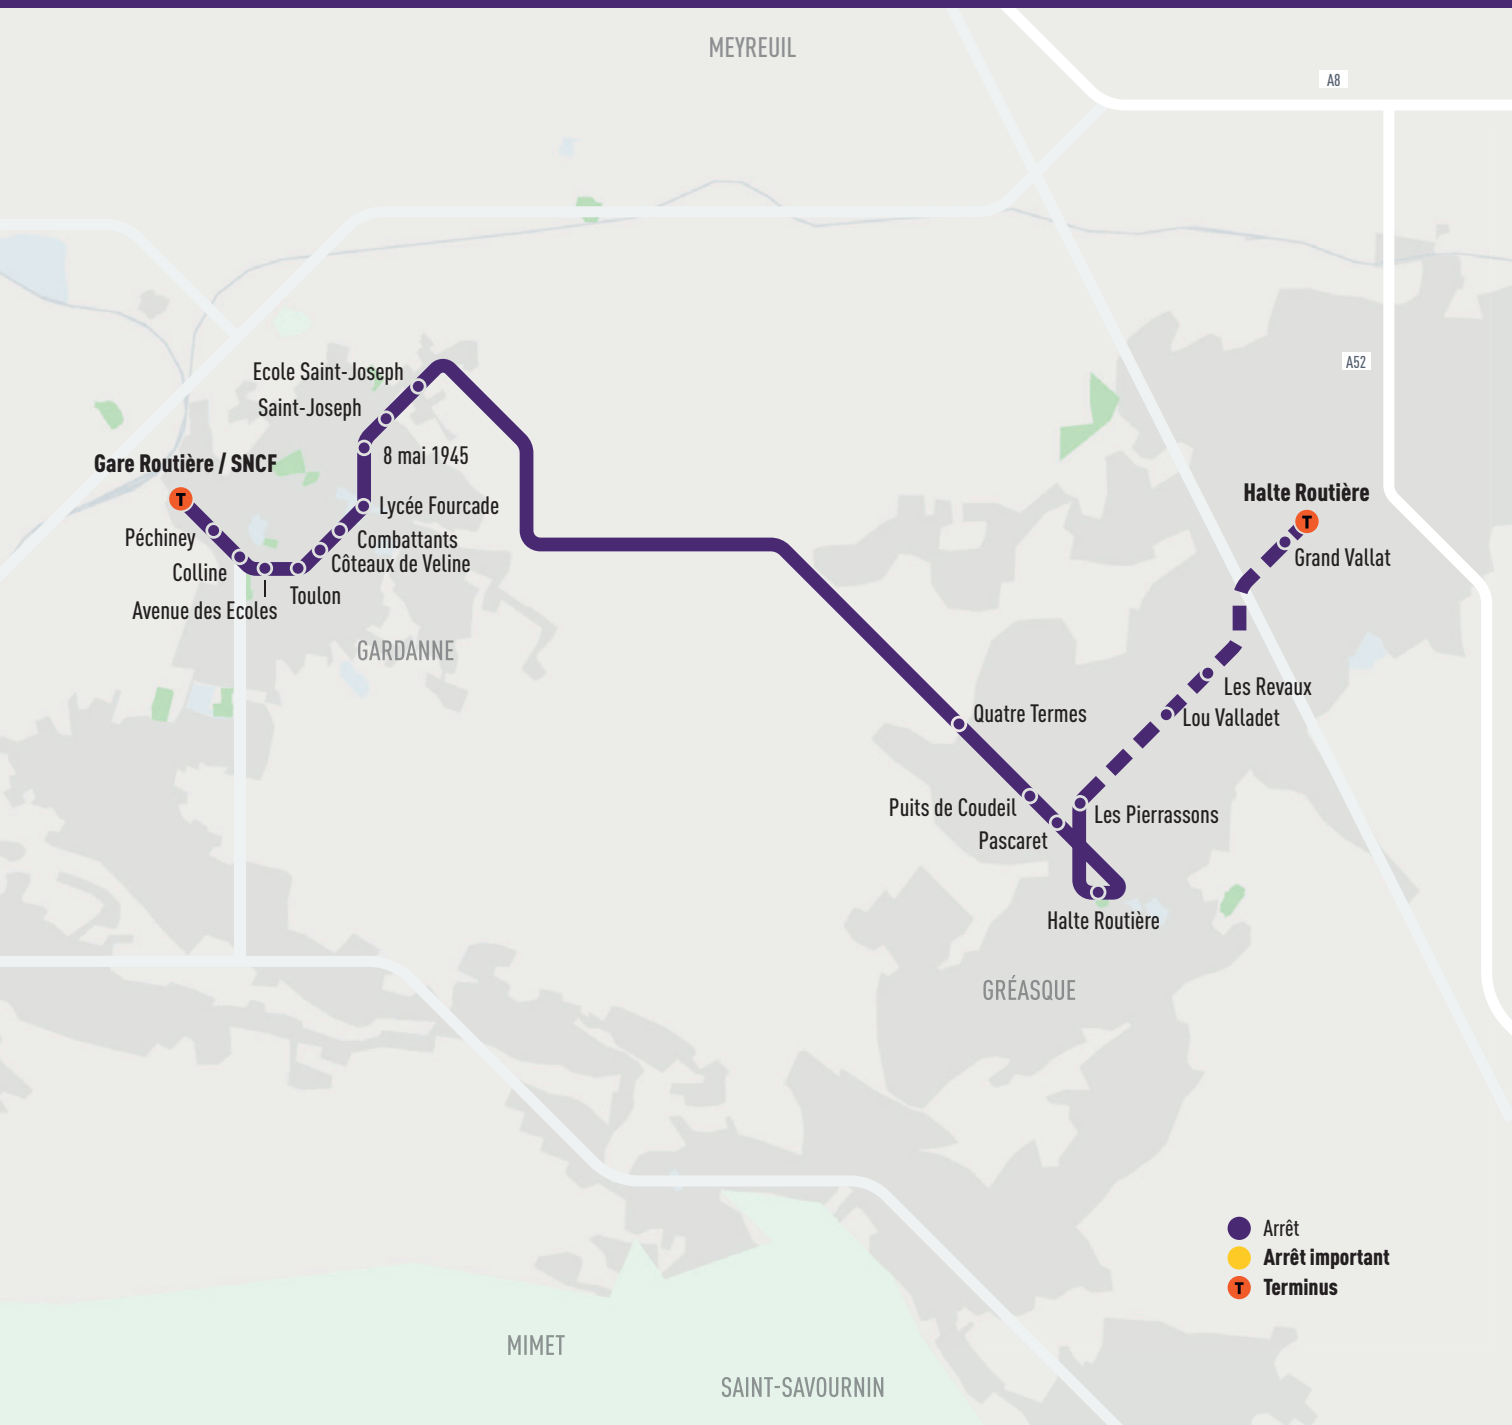 MEYREUIL
A8
A52
Ecole Saint-Joseph
Saint-Joseph
8 mai 1945
Gare Routière / SNCF
T
Lycée Fourcade
Péchiney
Combattants
Côteaux de Veline
Colline
Toulon
Avenue des Ecoles
GARDANNE
Halte Routière
T
Grand Vallat
Les Revaux
Lou Valladet
Quatre Termes
Puits de Coudeil
Les Pierrassons
Pascaret
Halte Routière
GRÉASQUE
Arrêt
Arrêt important
T Terminus
MIMET
SAINT-SAVOURNIN